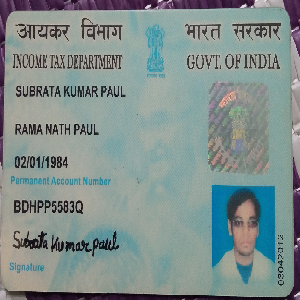 आयकर विभाग भारत सरकार
INCOME TAX DEPARTMENT GOVT. OF INDIA
SUBRATA KUMAR PAUL
RAMA NATH PAUL
02/01/1984
Permanent Account Number
BDHPP5583Q
Subrata Kumar paul
Signature
03042012